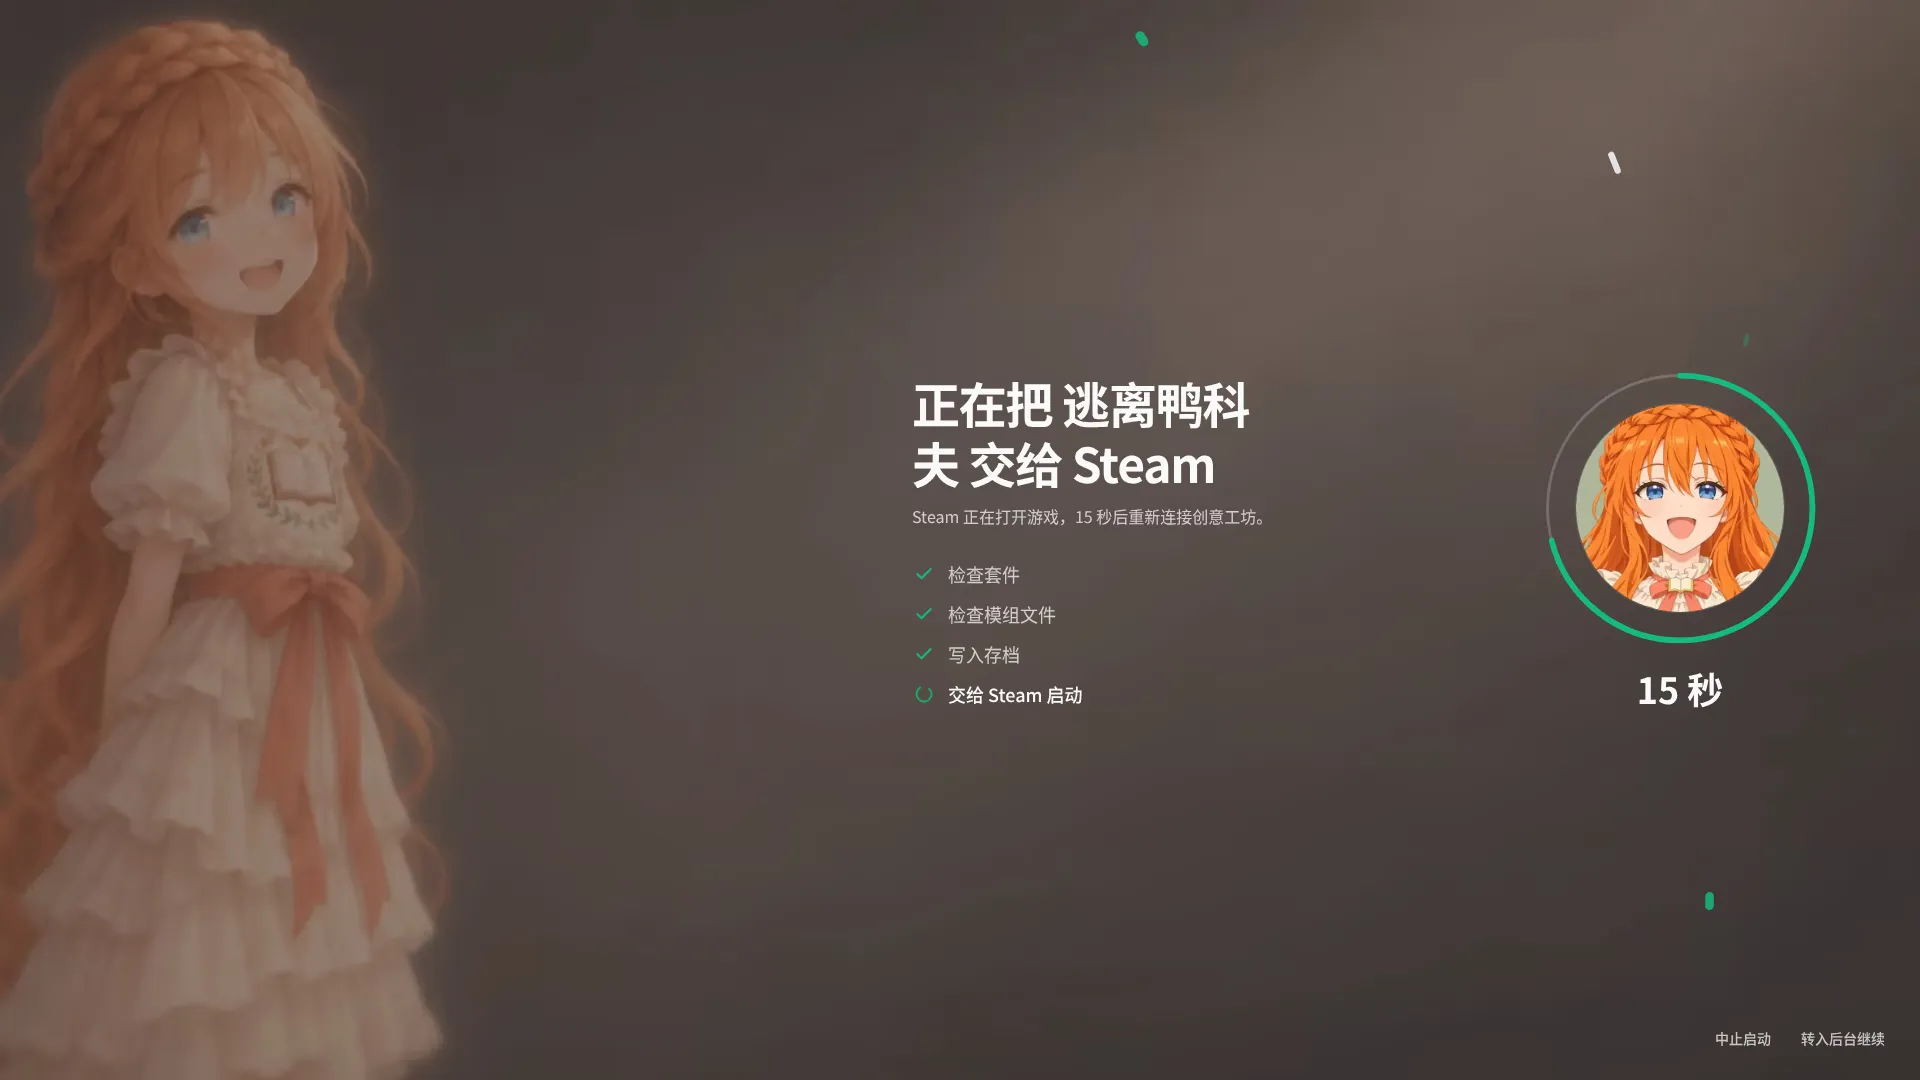 正在把 逃离鸭科
夫 交给 Steam
Steam 正在打开游戏，15 秒后重新连接创意工坊。
检查套件
检查模组文件
写入存档
交给 Steam 启动
15 秒
中止启动
转入后台继续